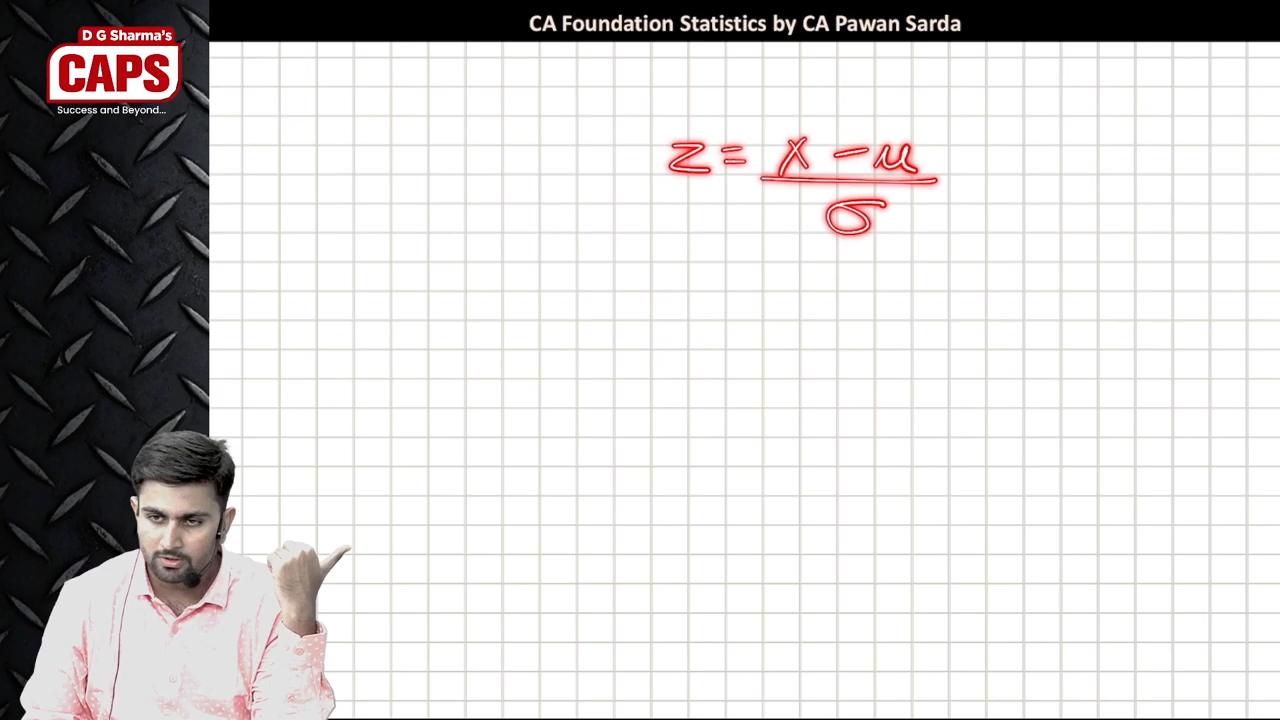 CA Foundation Statistics by CA Pawan Sarda
D G Sharma's
CAPS
Success and Beyond...
z = x - μ
σ